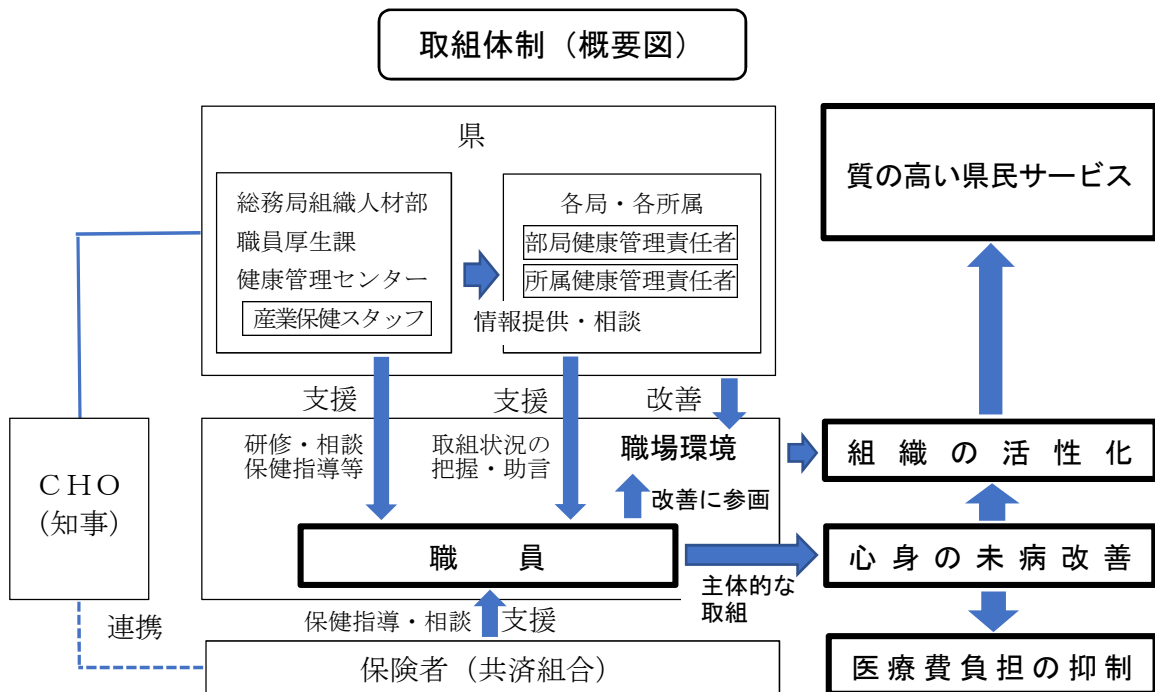 取組体制（概要図）
県
総務局組織人材部
職員厚生課
健康管理センター
産業保健スタッフ
各局・各所属
部局健康管理責任者
所属健康管理責任者
情報提供・相談
質の高い県民サービス
支援
支援
改善
研修・相談
保健指導等
取組状況の
把握・助言
職場環境
組織の活性化
改善に参画
ＣＨＯ
（知事）
職　員
心身の未病改善
主体的な
取組
連携
保健指導・相談
支援
保険者（共済組合）
医療費負担の抑制